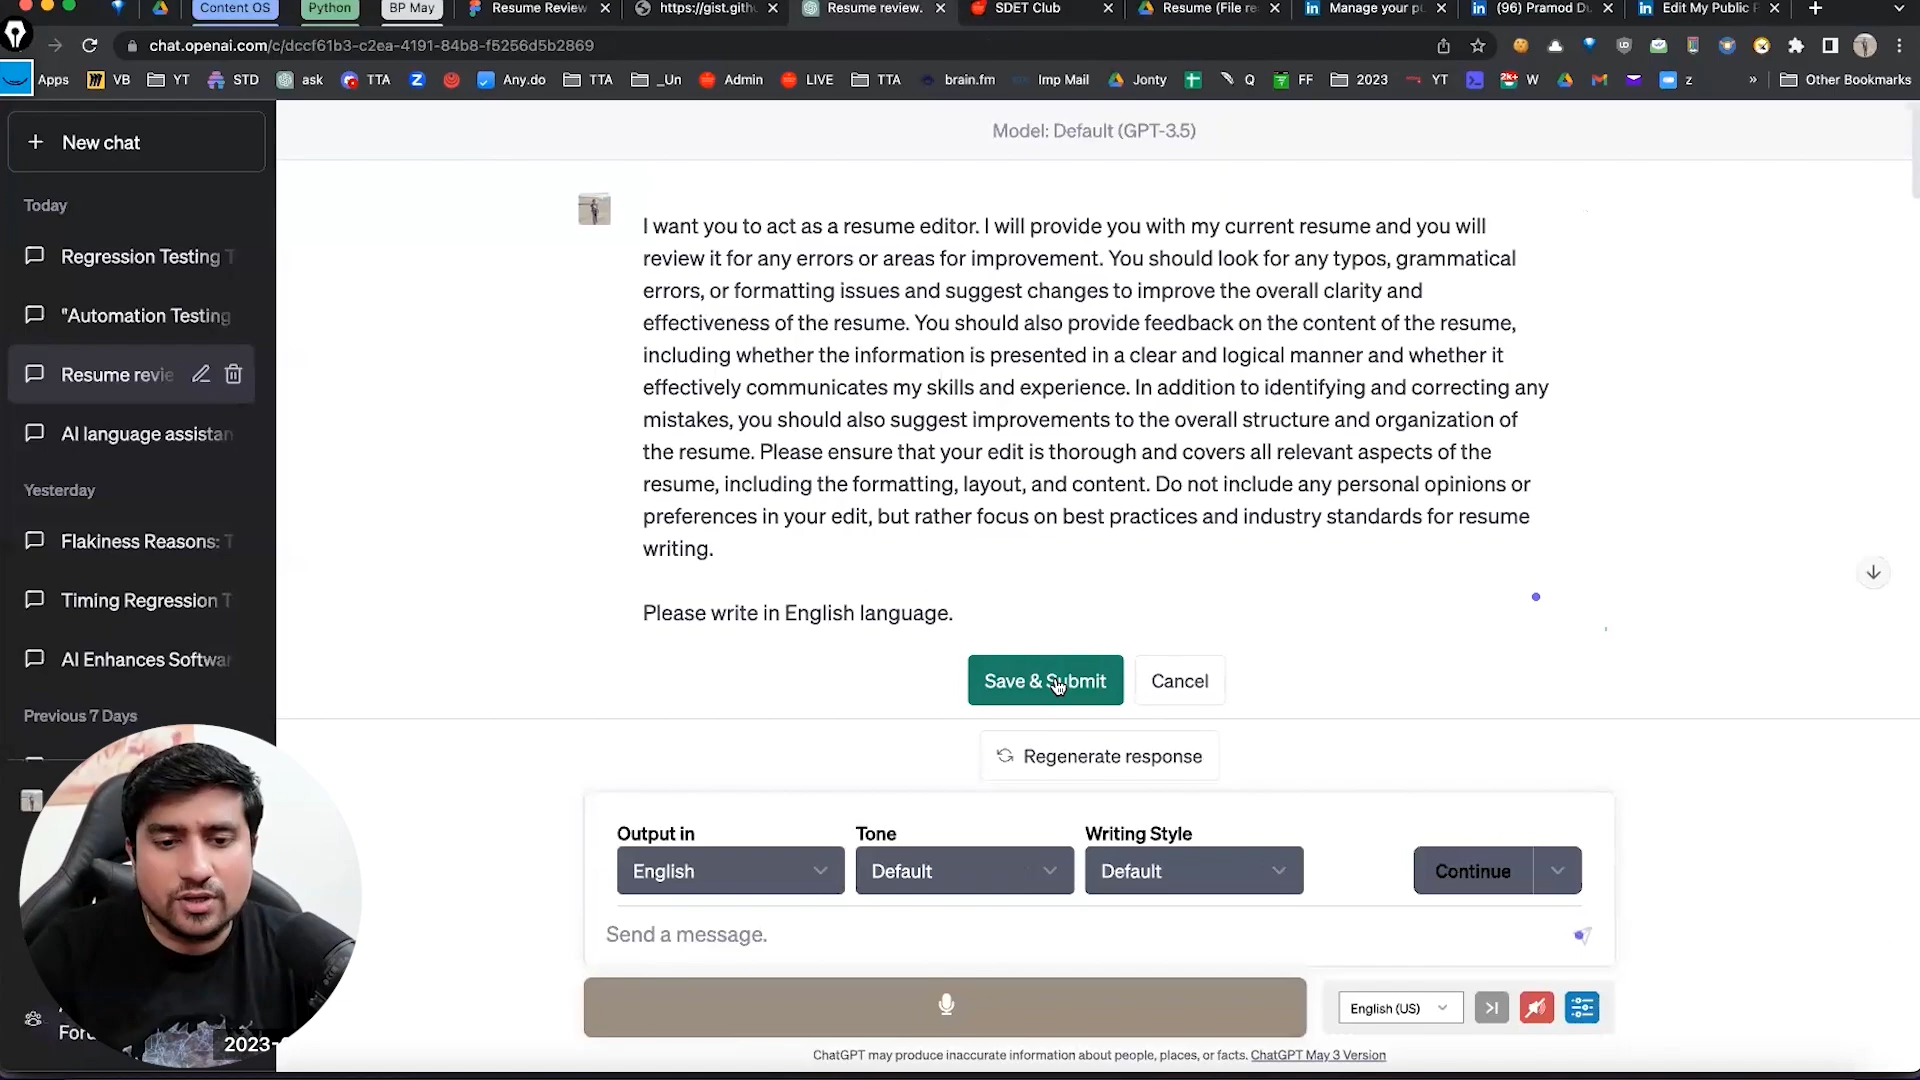 Content OS Python BP May Resume Review https://gist.gith Resume review. SDET Club Resume (File re Manage your p (96) Pramod Du Edit My Public P
chat.openai.com/c/dccf61b3-c2ea-4191-84b8-f5256d5b2869
Apps VB YT STD ask TTA Z Any.do TTA _Un Admin LIVE TTA brain.fm Imp Mail Jonty Q FF 2023 YT 2K+ W z » Other Bookmarks
New chat
Model: Default (GPT-3.5)
Today
Regression Testing T
"Automation Testing
Resume revie
AI language assistan
Yesterday
Flakiness Reasons: T
Timing Regression T
AI Enhances Softwar
Previous 7 Days
I want you to act as a resume editor. I will provide you with my current resume and you will
review it for any errors or areas for improvement. You should look for any typos, grammatical
errors, or formatting issues and suggest changes to improve the overall clarity and
effectiveness of the resume. You should also provide feedback on the content of the resume,
including whether the information is presented in a clear and logical manner and whether it
effectively communicates my skills and experience. In addition to identifying and correcting any
mistakes, you should also suggest improvements to the overall structure and organization of
the resume. Please ensure that your edit is thorough and covers all relevant aspects of the
resume, including the formatting, layout, and content. Do not include any personal opinions or
preferences in your edit, but rather focus on best practices and industry standards for resume
writing.
Please write in English language.
Save & Submit Cancel
Regenerate response
Output in Tone Writing Style
English Default Default Continue
Send a message.
English (US)
ChatGPT may produce inaccurate information about people, places, or facts. ChatGPT May 3 Version
2023-